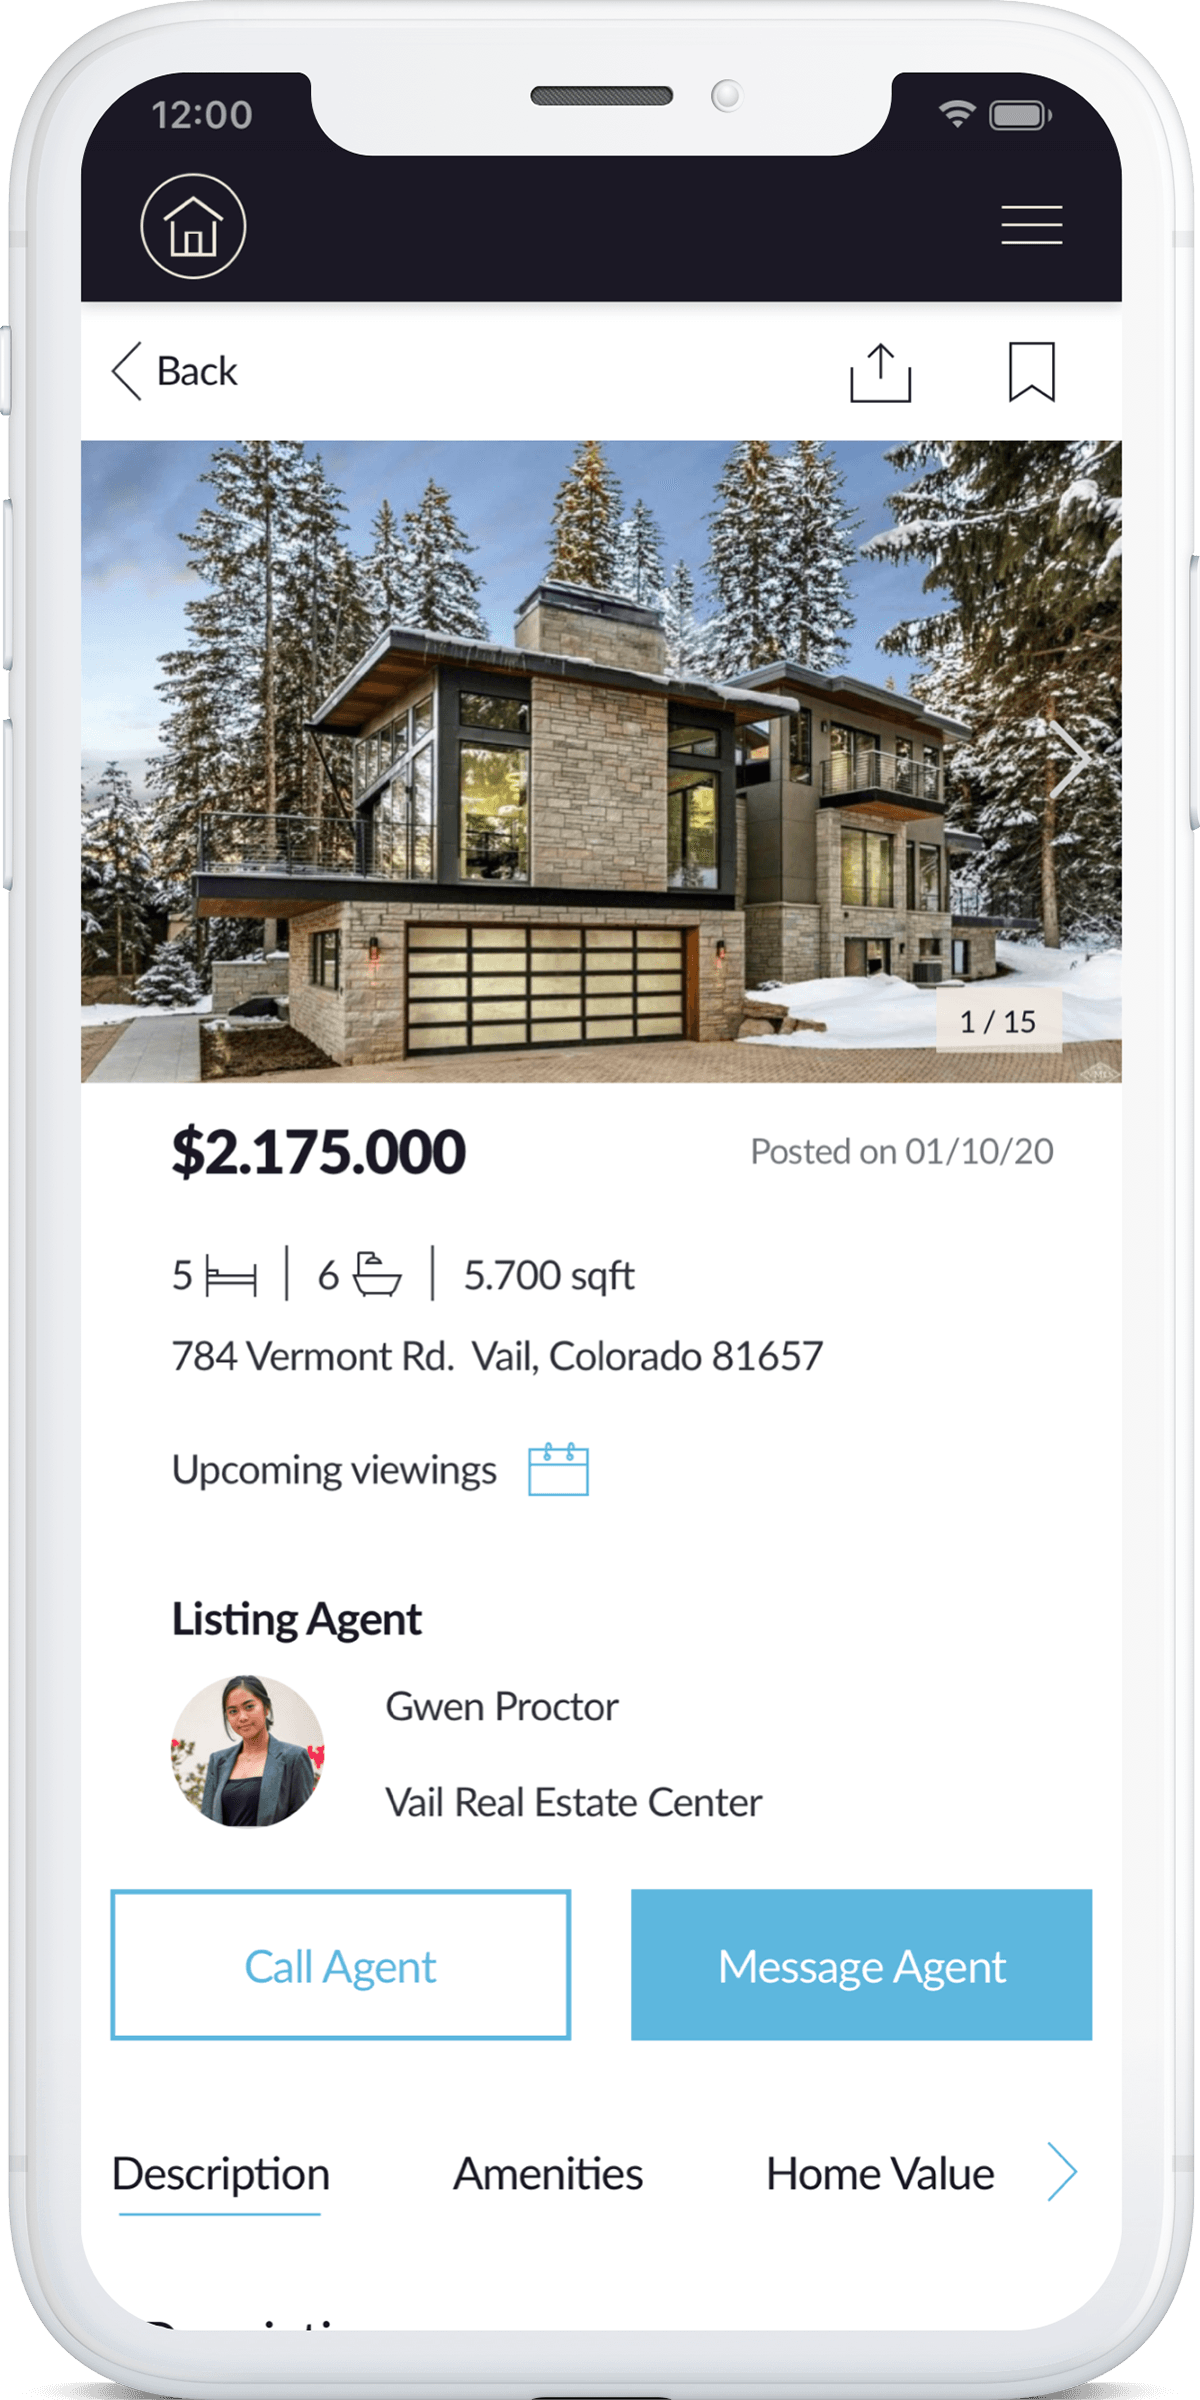 12:00
Back
1 / 15
$2.175.000
Posted on 01/10/20
5 | 6 | 5.700 sqft
784 Vermont Rd. Vail, Colorado 81657
Upcoming viewings
Listing Agent
Gwen Proctor
Vail Real Estate Center
Call Agent
Message Agent
Description Amenities Home Value